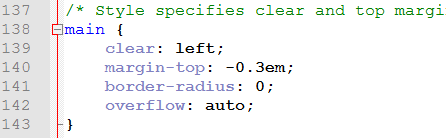 137 /* Style specifies clear and top margi
138 main {
139 clear: left;
140 margin-top: -0.3em;
141 border-radius: 0;
142 overflow: auto;
143 }